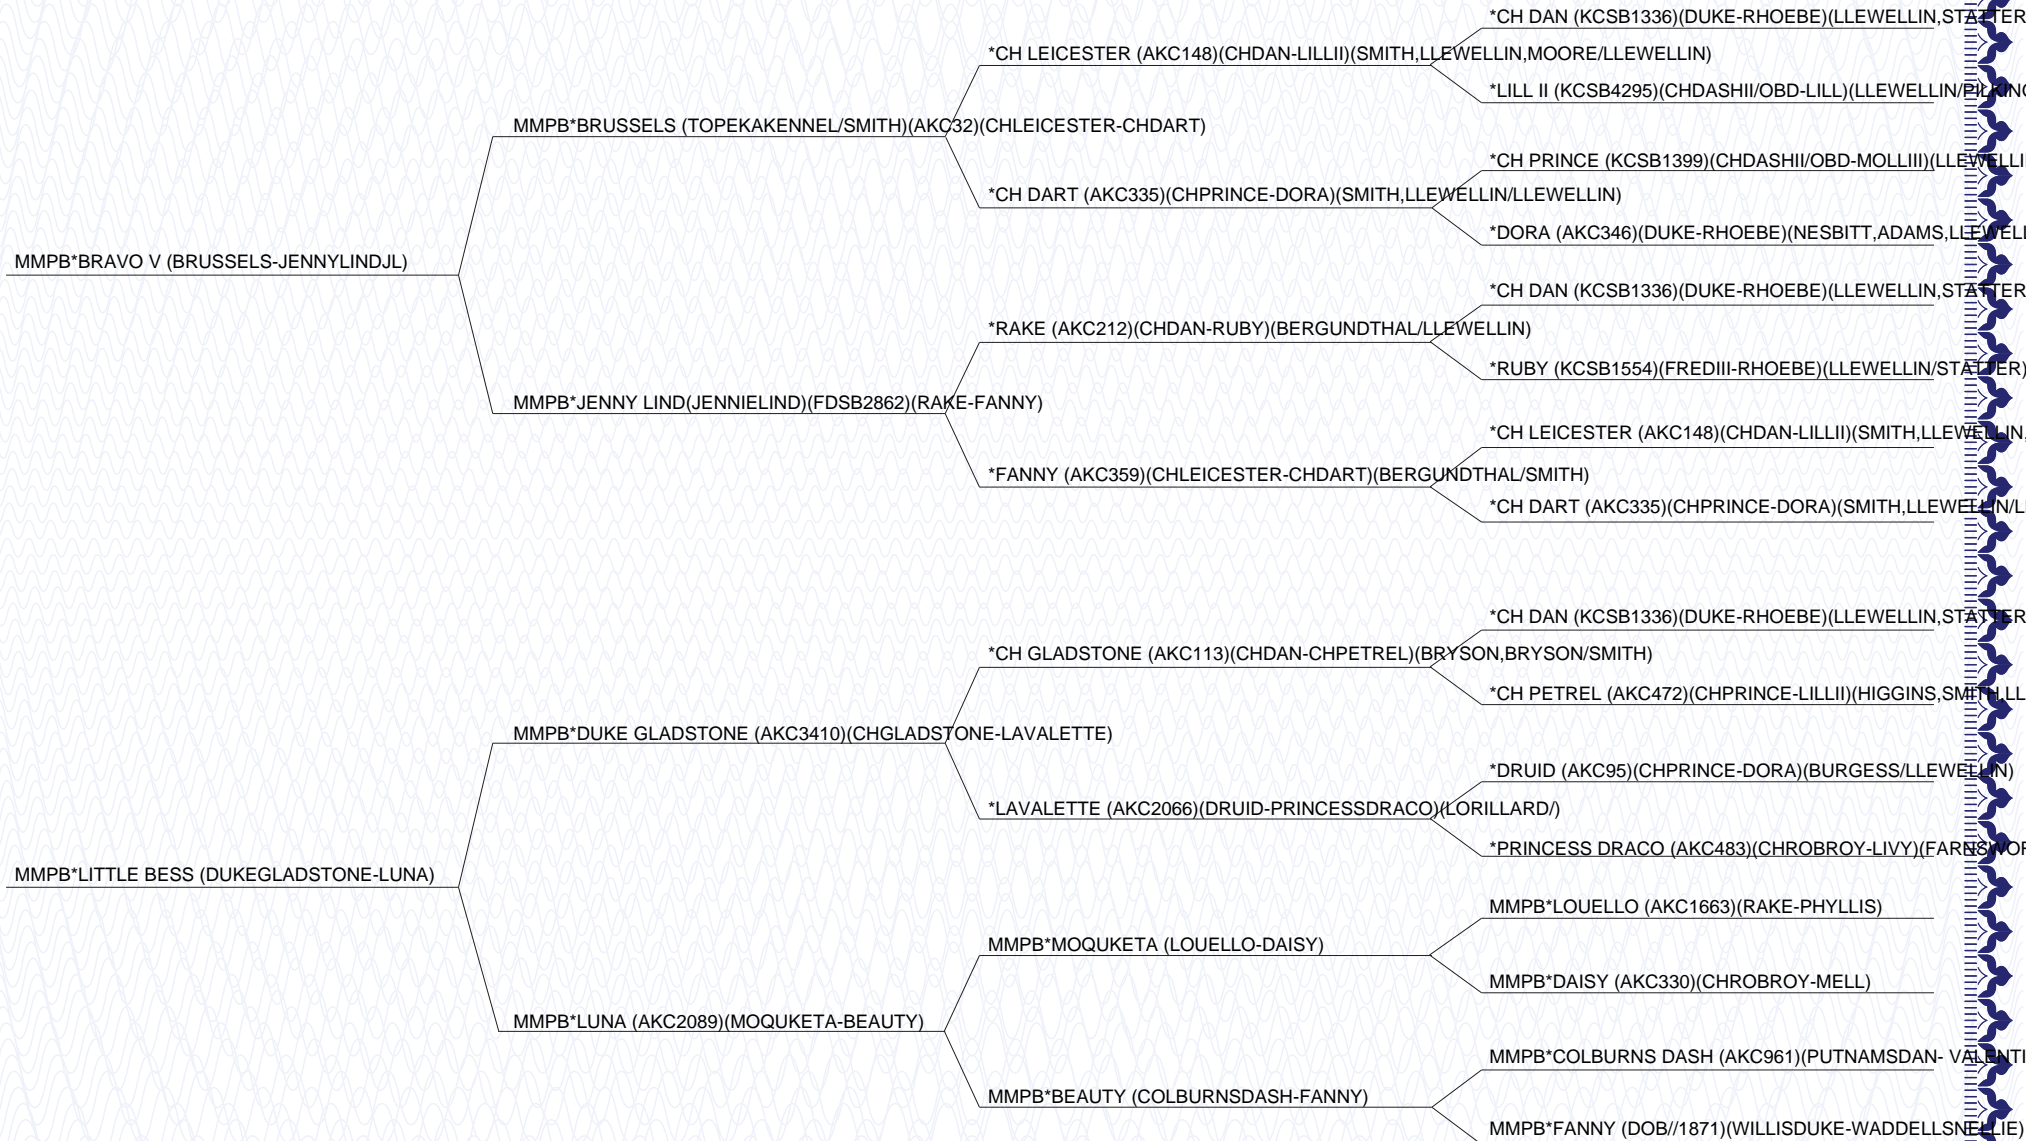 *CH DAN (KCSB1336)(DUKE-RHOEBE)(LLEWELLIN,STATTER
*CH LEICESTER (AKC148)(CHDAN-LILLII)(SMITH,LLEWELLIN,MOORE/LLEWELLIN)
*LILL II (KCSB4295)(CHDASHII/OBD-LILL)(LLEWELLIN/PILKING
MMPB*BRUSSELS (TOPEKAKENNEL/SMITH)(AKC32)(CHLEICESTER-CHDART)
*CH PRINCE (KCSB1399)(CHDASHII/OBD-MOLLIII)(LLEWELLI
*CH DART (AKC335)(CHPRINCE-DORA)(SMITH,LLEWELLIN/LLEWELLIN)
*DORA (AKC346)(DUKE-RHOEBE)(NESBITT,ADAMS,LLEWELL
MMPB*BRAVO V (BRUSSELS-JENNYLINDJL)
*CH DAN (KCSB1336)(DUKE-RHOEBE)(LLEWELLIN,STATTER
*RAKE (AKC212)(CHDAN-RUBY)(BERGUNDTHAL/LLEWELLIN)
*RUBY (KCSB1554)(FREDIII-RHOEBE)(LLEWELLIN/STATTER)
MMPB*JENNY LIND(JENNIELIND)(FDSB2862)(RAKE-FANNY)
*CH LEICESTER (AKC148)(CHDAN-LILLII)(SMITH,LLEWELLIN,
*FANNY (AKC359)(CHLEICESTER-CHDART)(BERGUNDTHAL/SMITH)
*CH DART (AKC335)(CHPRINCE-DORA)(SMITH,LLEWELLIN/L
*CH DAN (KCSB1336)(DUKE-RHOEBE)(LLEWELLIN,STATTER
*CH GLADSTONE (AKC113)(CHDAN-CHPETREL)(BRYSON,BRYSON/SMITH)
*CH PETREL (AKC472)(CHPRINCE-LILLII)(HIGGINS,SMITH,LL
MMPB*DUKE GLADSTONE (AKC3410)(CHGLADSTONE-LAVALETTE)
*DRUID (AKC95)(CHPRINCE-DORA)(BURGESS/LLEWELLIN)
*LAVALETTE (AKC2066)(DRUID-PRINCESSDRACO)(LORILLARD/)
*PRINCESS DRACO (AKC483)(CHROBROY-LIVY)(FARNSWOR
MMPB*LITTLE BESS (DUKEGLADSTONE-LUNA)
MMPB*LOUELLO (AKC1663)(RAKE-PHYLLIS)
MMPB*MOQUKETA (LOUELLO-DAISY)
MMPB*DAISY (AKC330)(CHROBROY-MELL)
MMPB*LUNA (AKC2089)(MOQUKETA-BEAUTY)
MMPB*COLBURNS DASH (AKC961)(PUTNAMSDAN- VALENTI
MMPB*BEAUTY (COLBURNSDASH-FANNY)
MMPB*FANNY (DOB//1871)(WILLISDUKE-WADDELLSNELLIE)